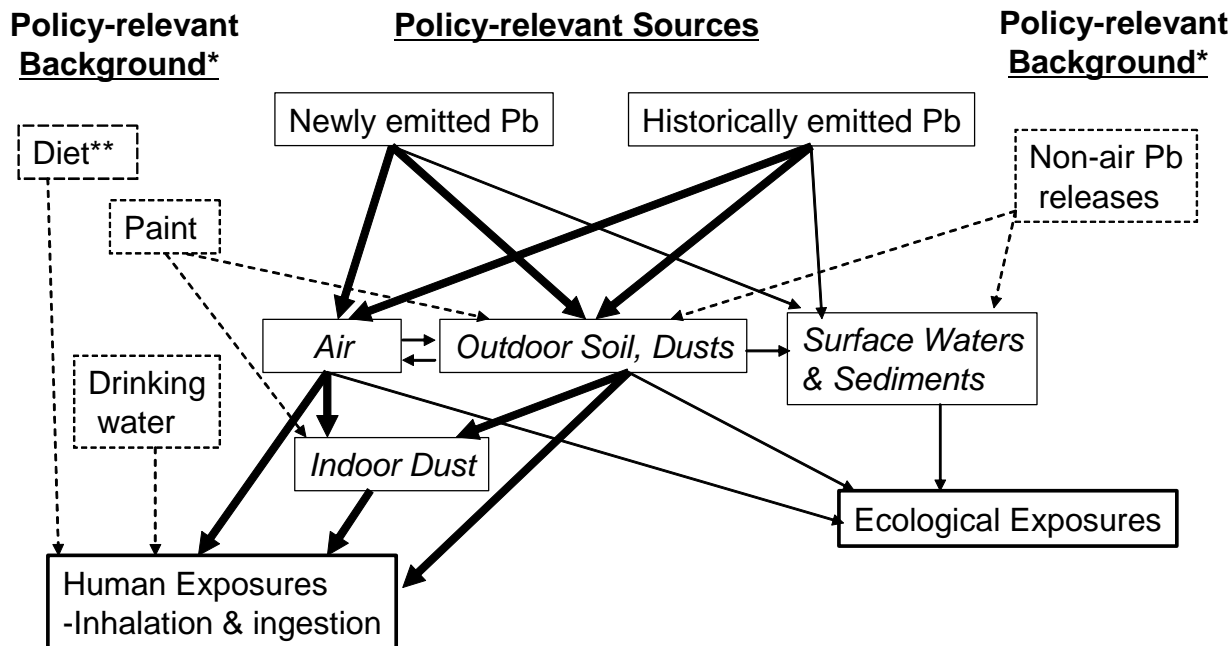 Policy-relevant
Background*
Policy-relevant Sources
Policy-relevant
Background*
Newly emitted Pb
Historically emitted Pb
Diet**
Non-air Pb
releases
Paint
Air
Outdoor Soil, Dusts
Surface Waters
& Sediments
Drinking
water
Indoor Dust
Ecological Exposures
Human Exposures
-Inhalation & ingestion